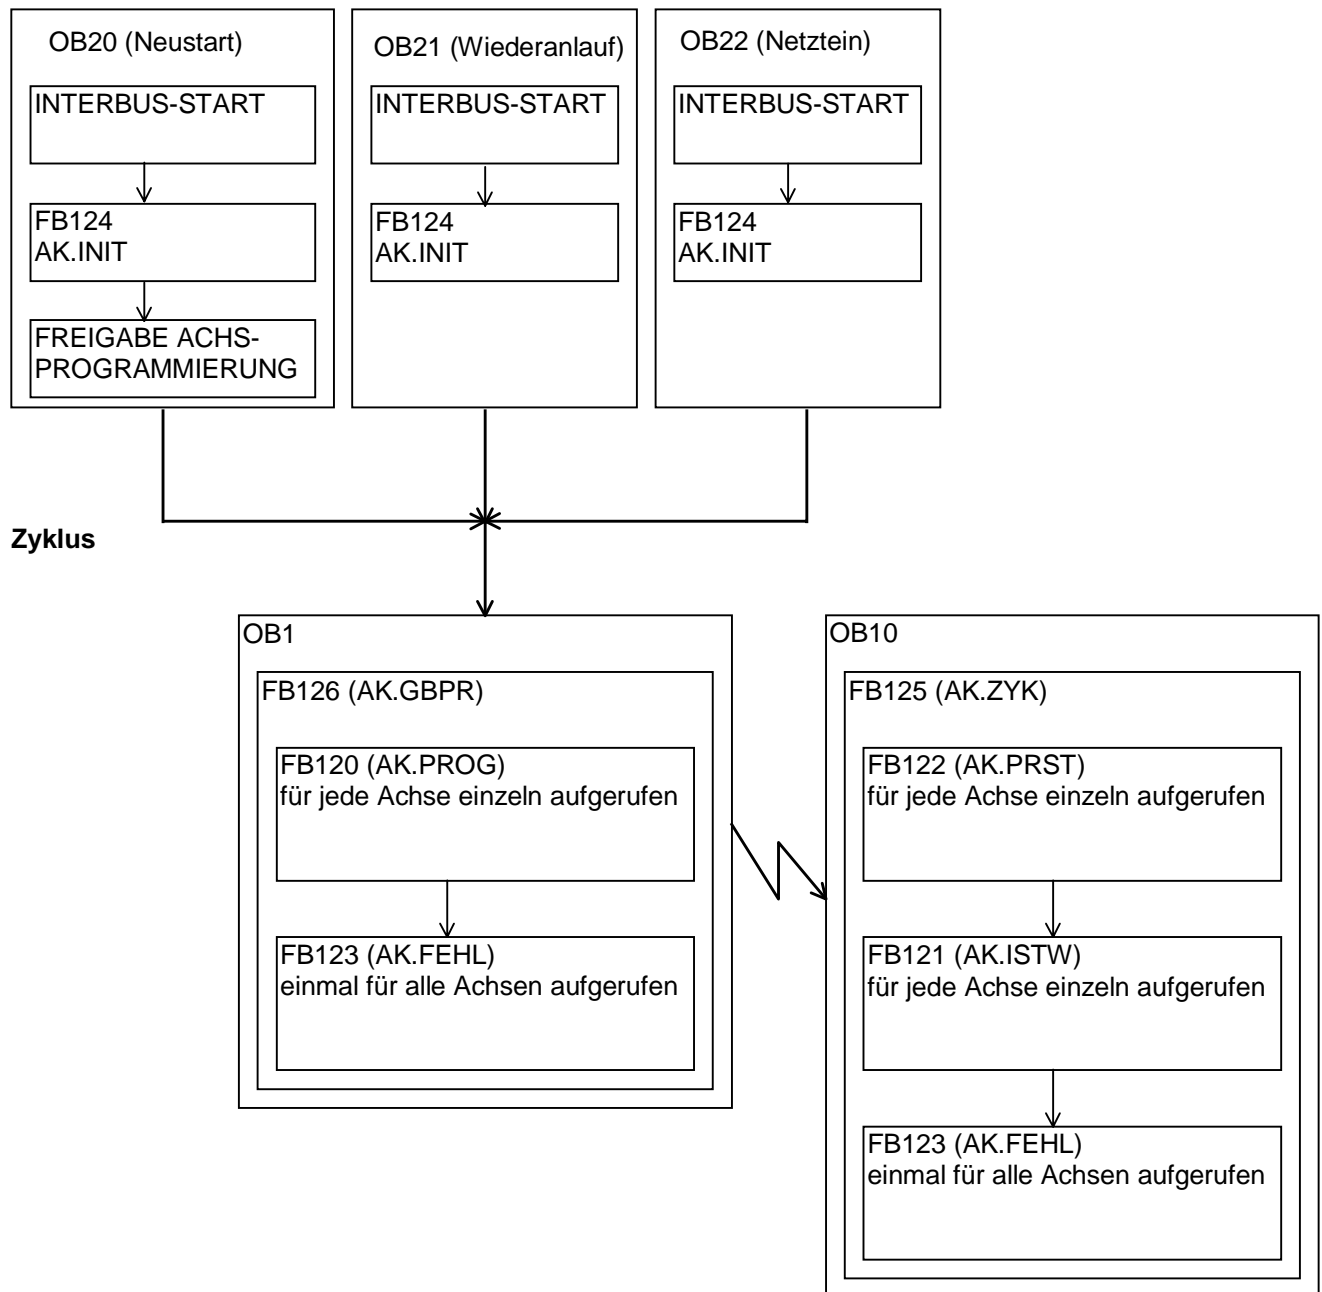 OB20 (Neustart)
INTERBUS-START
FB124
AK.INIT
FREIGABE ACHS-
PROGRAMMIERUNG
OB21 (Wiederanlauf)
INTERBUS-START
FB124
AK.INIT
OB22 (Netztein)
INTERBUS-START
FB124
AK.INIT
Zyklus
OB1
FB126 (AK.GBPR)
FB120 (AK.PROG)
für jede Achse einzeln aufgerufen
FB123 (AK.FEHL)
einmal für alle Achsen aufgerufen
OB10
FB125 (AK.ZYK)
FB122 (AK.PRST)
für jede Achse einzeln aufgerufen
FB121 (AK.ISTW)
für jede Achse einzeln aufgerufen
FB123 (AK.FEHL)
einmal für alle Achsen aufgerufen